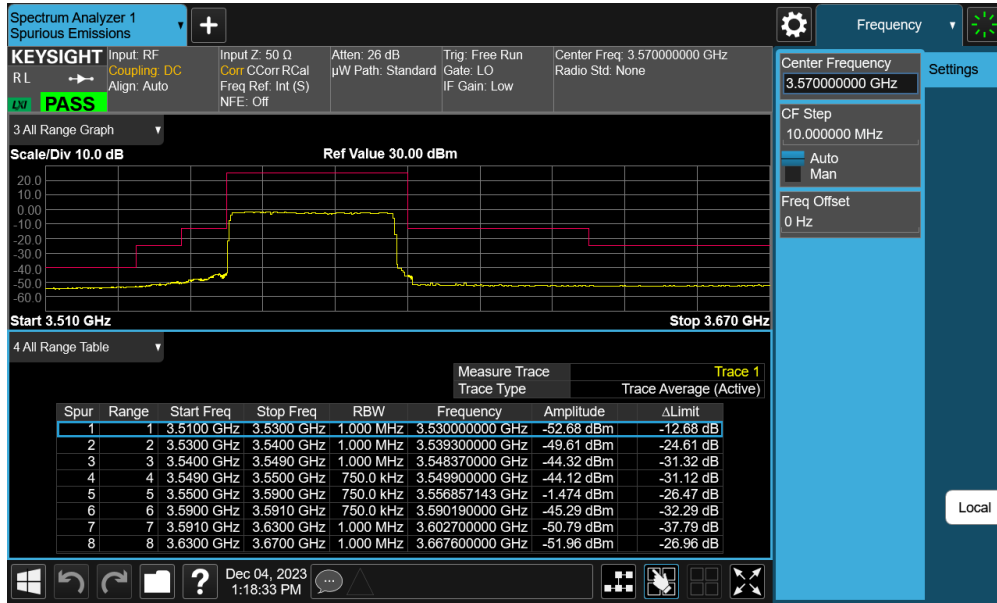 Spectrum Analyzer 1
Spurious Emissions
+
Frequency
KEYSIGHT
R L
LXI PASS
Input: RF
Coupling: DC
Align: Auto
Input Z: 50 Ω
Corr CCorr RCal
Freq Ref: Int (S)
NFE: Off
Atten: 26 dB
µW Path: Standard
Trig: Free Run
Gate: LO
IF Gain: Low
Center Freq: 3.570000000 GHz
Radio Std: None
Center Frequency
3.570000000 GHz
Settings
CF Step
10.000000 MHz
Auto
Man
Freq Offset
0 Hz
Local
3 All Range Graph
Scale/Div 10.0 dB
Ref Value 30.00 dBm
20.0
10.0
0.00
-10.0
-20.0
-30.0
-40.0
-50.0
-60.0
Start 3.510 GHz
Stop 3.670 GHz
4 All Range Table
Measure Trace Trace 1
Trace Type Trace Average (Active)
Spur Range Start Freq Stop Freq RBW Frequency Amplitude ΔLimit
1 1 3.5100 GHz 3.5300 GHz 1.000 MHz 3.530000000 GHz -52.68 dBm -12.68 dB
2 2 3.5300 GHz 3.5400 GHz 1.000 MHz 3.539300000 GHz -49.61 dBm -24.61 dB
3 3 3.5400 GHz 3.5490 GHz 1.000 MHz 3.548370000 GHz -44.32 dBm -31.32 dB
4 4 3.5490 GHz 3.5500 GHz 750.0 kHz 3.549900000 GHz -44.12 dBm -31.12 dB
5 5 3.5500 GHz 3.5900 GHz 750.0 kHz 3.556857143 GHz -1.474 dBm -26.47 dB
6 6 3.5900 GHz 3.5910 GHz 750.0 kHz 3.590190000 GHz -45.29 dBm -32.29 dB
7 7 3.5910 GHz 3.6300 GHz 1.000 MHz 3.602700000 GHz -50.79 dBm -37.79 dB
8 8 3.6300 GHz 3.6700 GHz 1.000 MHz 3.667600000 GHz -51.96 dBm -26.96 dB
?
Dec 04, 2023
1:18:33 PM